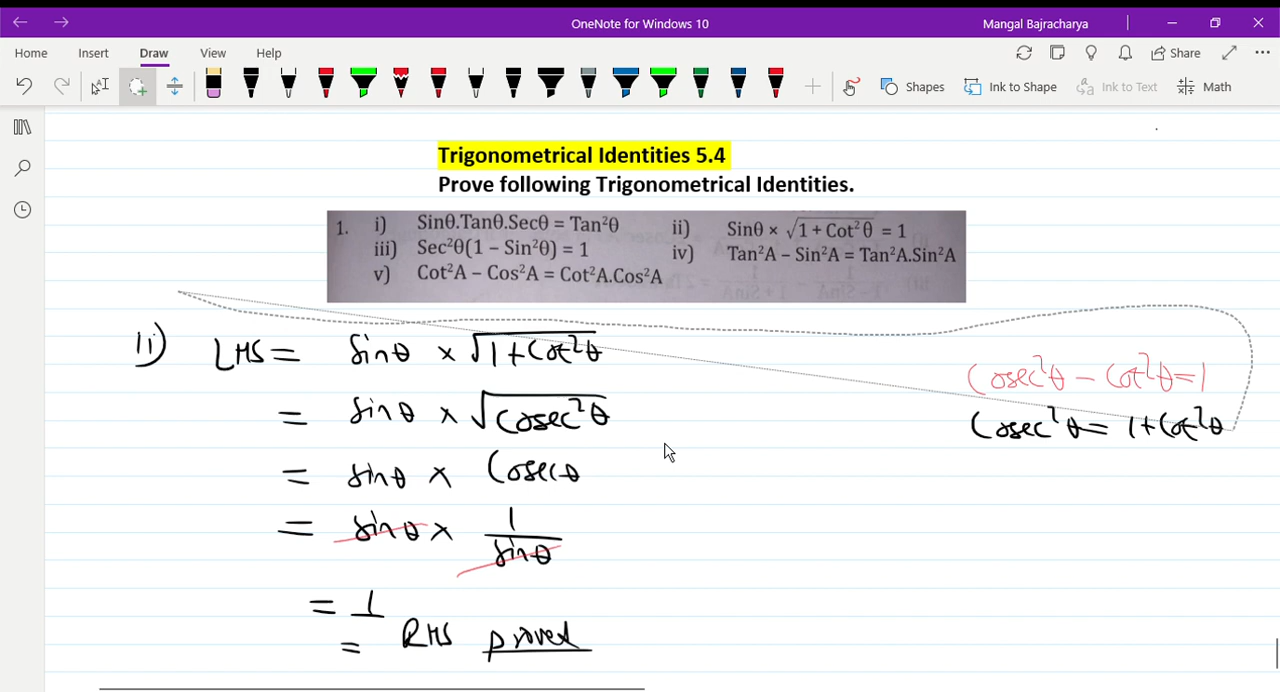 OneNote for Windows 10
Mangal Bajracharya
Home Insert Draw View Help
Share
Shapes Ink to Shape Ink to Text Math
Trigonometrical Identities 5.4
Prove following Trigonometrical Identities.
1. i) Sinθ.Tanθ.Secθ = Tan²θ ii) Sinθ × √(1 + Cot²θ) = 1
iii) Sec²θ(1 − Sin²θ) = 1 iv) Tan²A − Sin²A = Tan²A.Sin²A
v) Cot²A − Cos²A = Cot²A.Cos²A
ii) LHS = sinθ × √(1+Cot²θ)
Cosec²θ − Cot²θ=1
= sinθ × √(Cosec²θ)
Cosec²θ = 1+Cot²θ
= sinθ × Cosecθ
= sinθ × 1/sinθ
= 1
= RHS proved